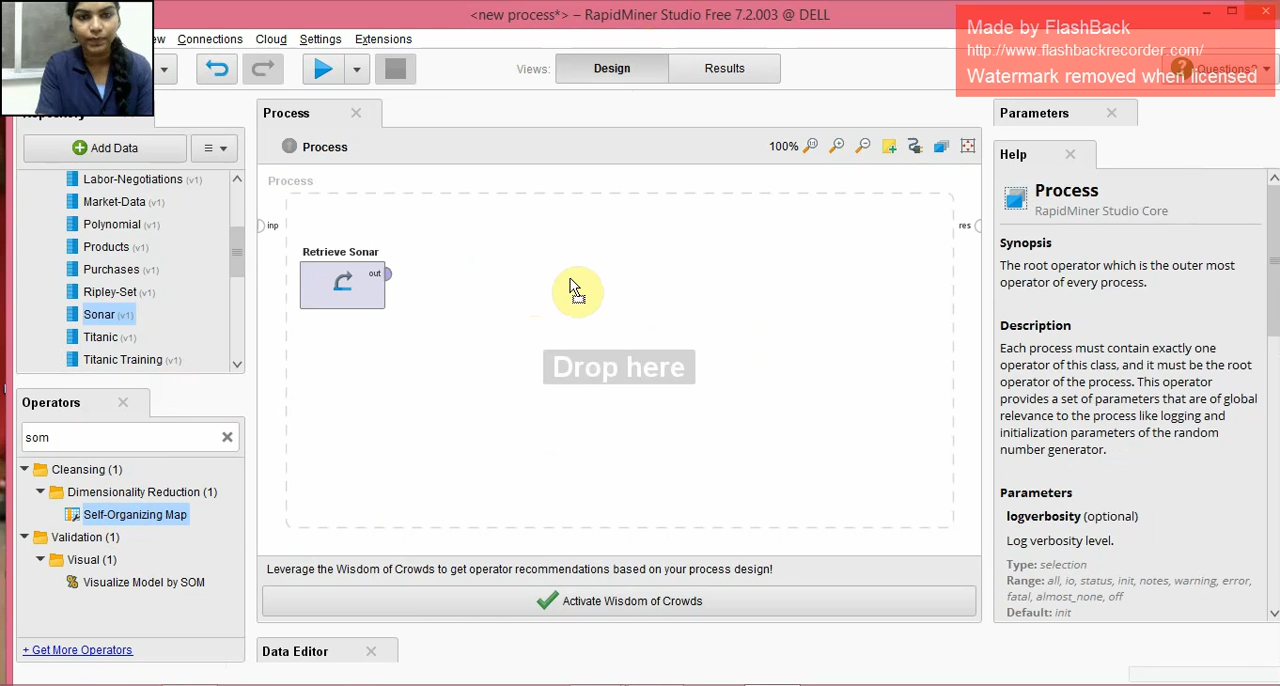 <new process*> – RapidMiner Studio Free 7.2.003 @ DELL
Made by FlashBack
http://www.flashbackrecorder.com/
Watermark removed when licensed
ew Connections Cloud Settings Extensions
Views: Design Results
Questions?
Repository
Add Data
Labor-Negotiations (v1)
Market-Data (v1)
Polynomial (v1)
Products (v1)
Purchases (v1)
Ripley-Set (v1)
Sonar (v1)
Titanic (v1)
Titanic Training (v1)
Operators
som
Cleansing (1)
Dimensionality Reduction (1)
Self-Organizing Map
Validation (1)
Visual (1)
Visualize Model by SOM
+ Get More Operators
Process
Process
100%
Process
inp
res
Retrieve Sonar
out
Drop here
Leverage the Wisdom of Crowds to get operator recommendations based on your process design!
Activate Wisdom of Crowds
Data Editor
Parameters
Help
Process
RapidMiner Studio Core
Synopsis
The root operator which is the outer most
operator of every process.
Description
Each process must contain exactly one
operator of this class, and it must be the root
operator of the process. This operator
provides a set of parameters that are of global
relevance to the process like logging and
initialization parameters of the random
number generator.
Parameters
logverbosity (optional)
Log verbosity level.
Type: selection
Range: all, io, status, init, notes, warning, error,
fatal, almost_none, off
Default: init